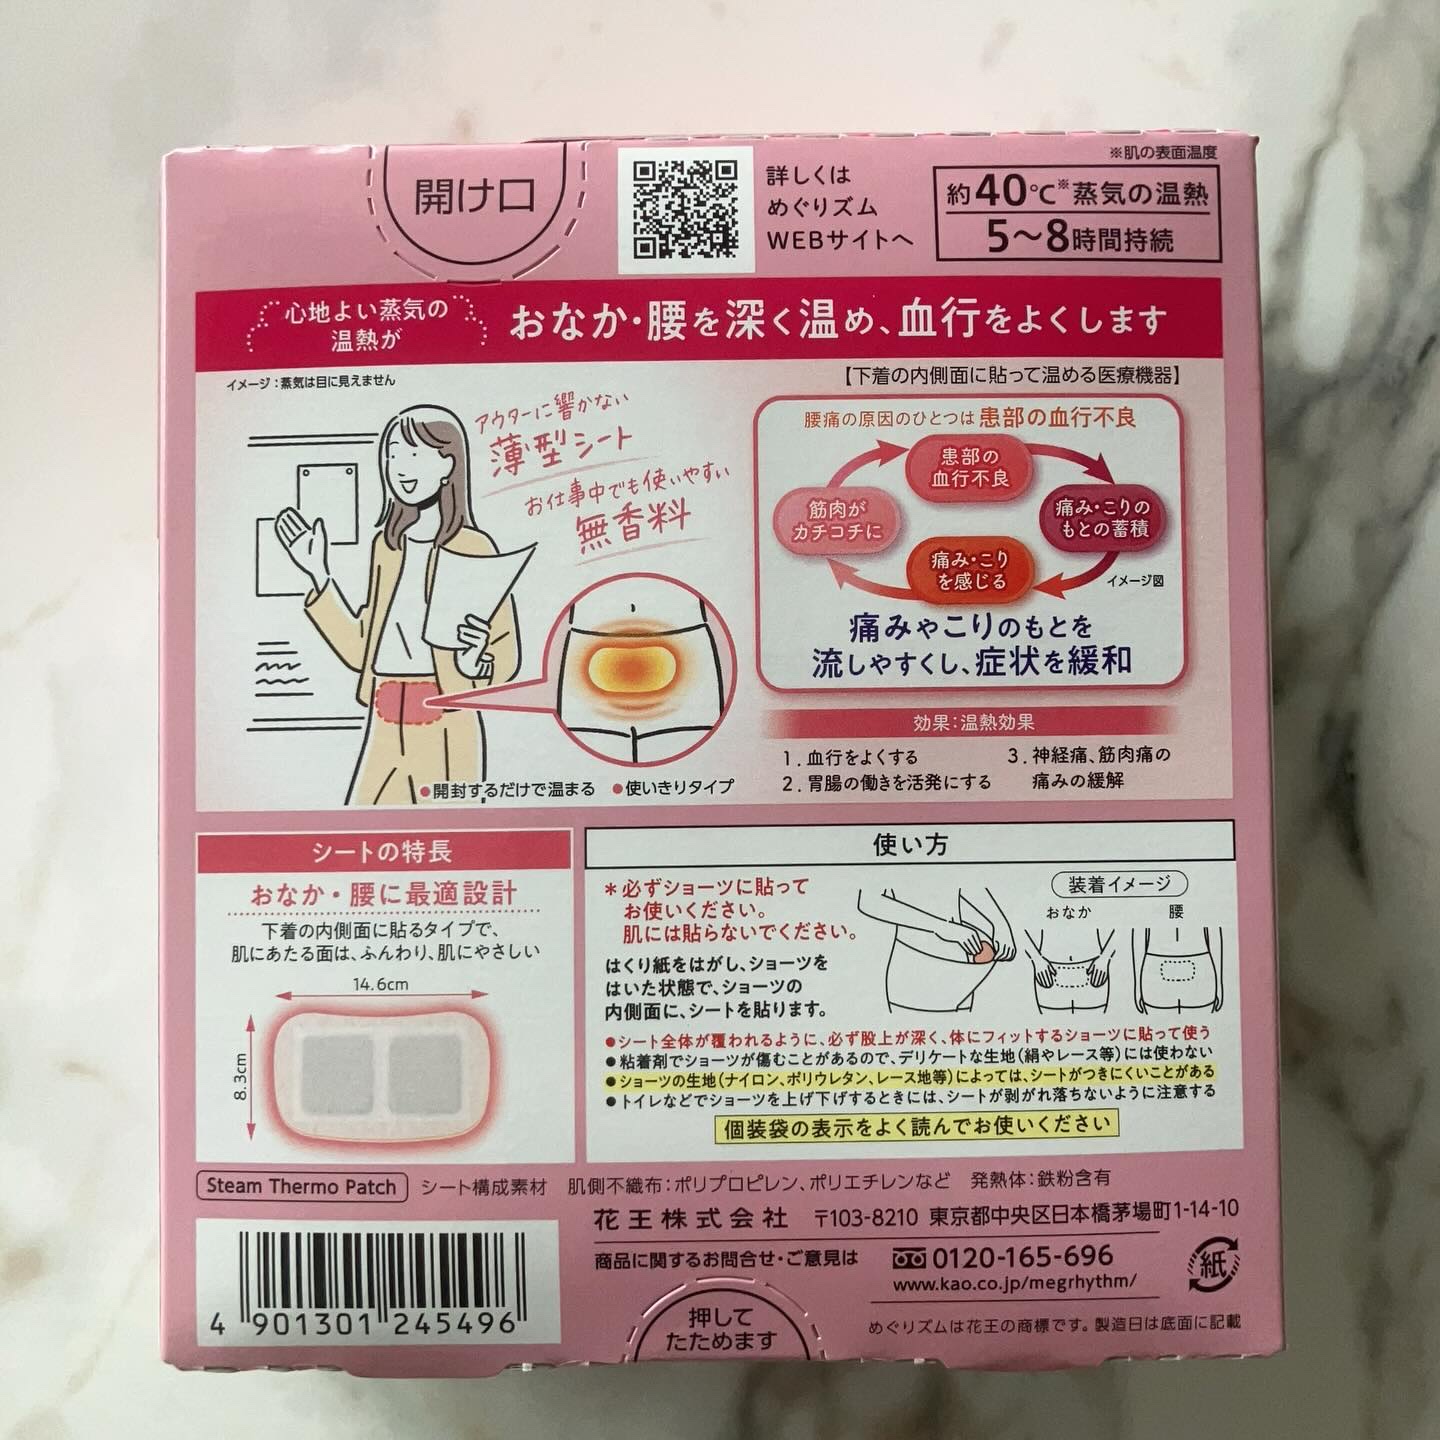 開け口
詳しくは
めぐりズム
WEBサイトへ
※肌の表面温度
約40℃※蒸気の温熱
5〜8時間持続
心地よい蒸気の
温熱が
おなか・腰を深く温め、血行をよくします
イメージ：蒸気は目に見えません
【下着の内側面に貼って温める医療機器】
アウターに響かない
薄型シート
お仕事中でも使いやすい
無香料
●開封するだけで温まる ●使いきりタイプ
腰痛の原因のひとつは患部の血行不良
患部の
血行不良
痛み・こりの
もとの蓄積
痛み・こり
を感じる
筋肉が
カチコチに
イメージ図
痛みやこりのもとを
流しやすくし、症状を緩和
効果：温熱効果
1. 血行をよくする
2. 胃腸の働きを活発にする
3. 神経痛、筋肉痛の
痛みの緩解
シートの特長
おなか・腰に最適設計
下着の内側面に貼るタイプで、
肌にあたる面は、ふんわり、肌にやさしい
14.6cm
8.3cm
使い方
＊必ずショーツに貼って
お使いください。
肌には貼らないでください。
はくり紙をはがし、ショーツを
はいた状態で、ショーツの
内側面に、シートを貼ります。
装着イメージ
おなか 腰
●シート全体が覆われるように、必ず股上が深く、体にフィットするショーツに貼って使う
●粘着剤でショーツが傷むことがあるので、デリケートな生地（絹やレース等）には使わない
●ショーツの生地（ナイロン、ポリウレタン、レース地等）によっては、シートがつきにくいことがある
●トイレなどでショーツを上げ下げするときには、シートが剥がれ落ちないように注意する
個装袋の表示をよく読んでお使いください
Steam Thermo Patch シート構成素材 肌側不織布：ポリプロピレン、ポリエチレンなど 発熱体：鉄粉含有
花王株式会社 〒103-8210 東京都中央区日本橋茅場町1-14-10
商品に関するお問合せ・ご意見は 0120-165-696
www.kao.co.jp/megrhythm/
紙
めぐりズムは花王の商標です。製造日は底面に記載
4 901301 245496
押して
たためます